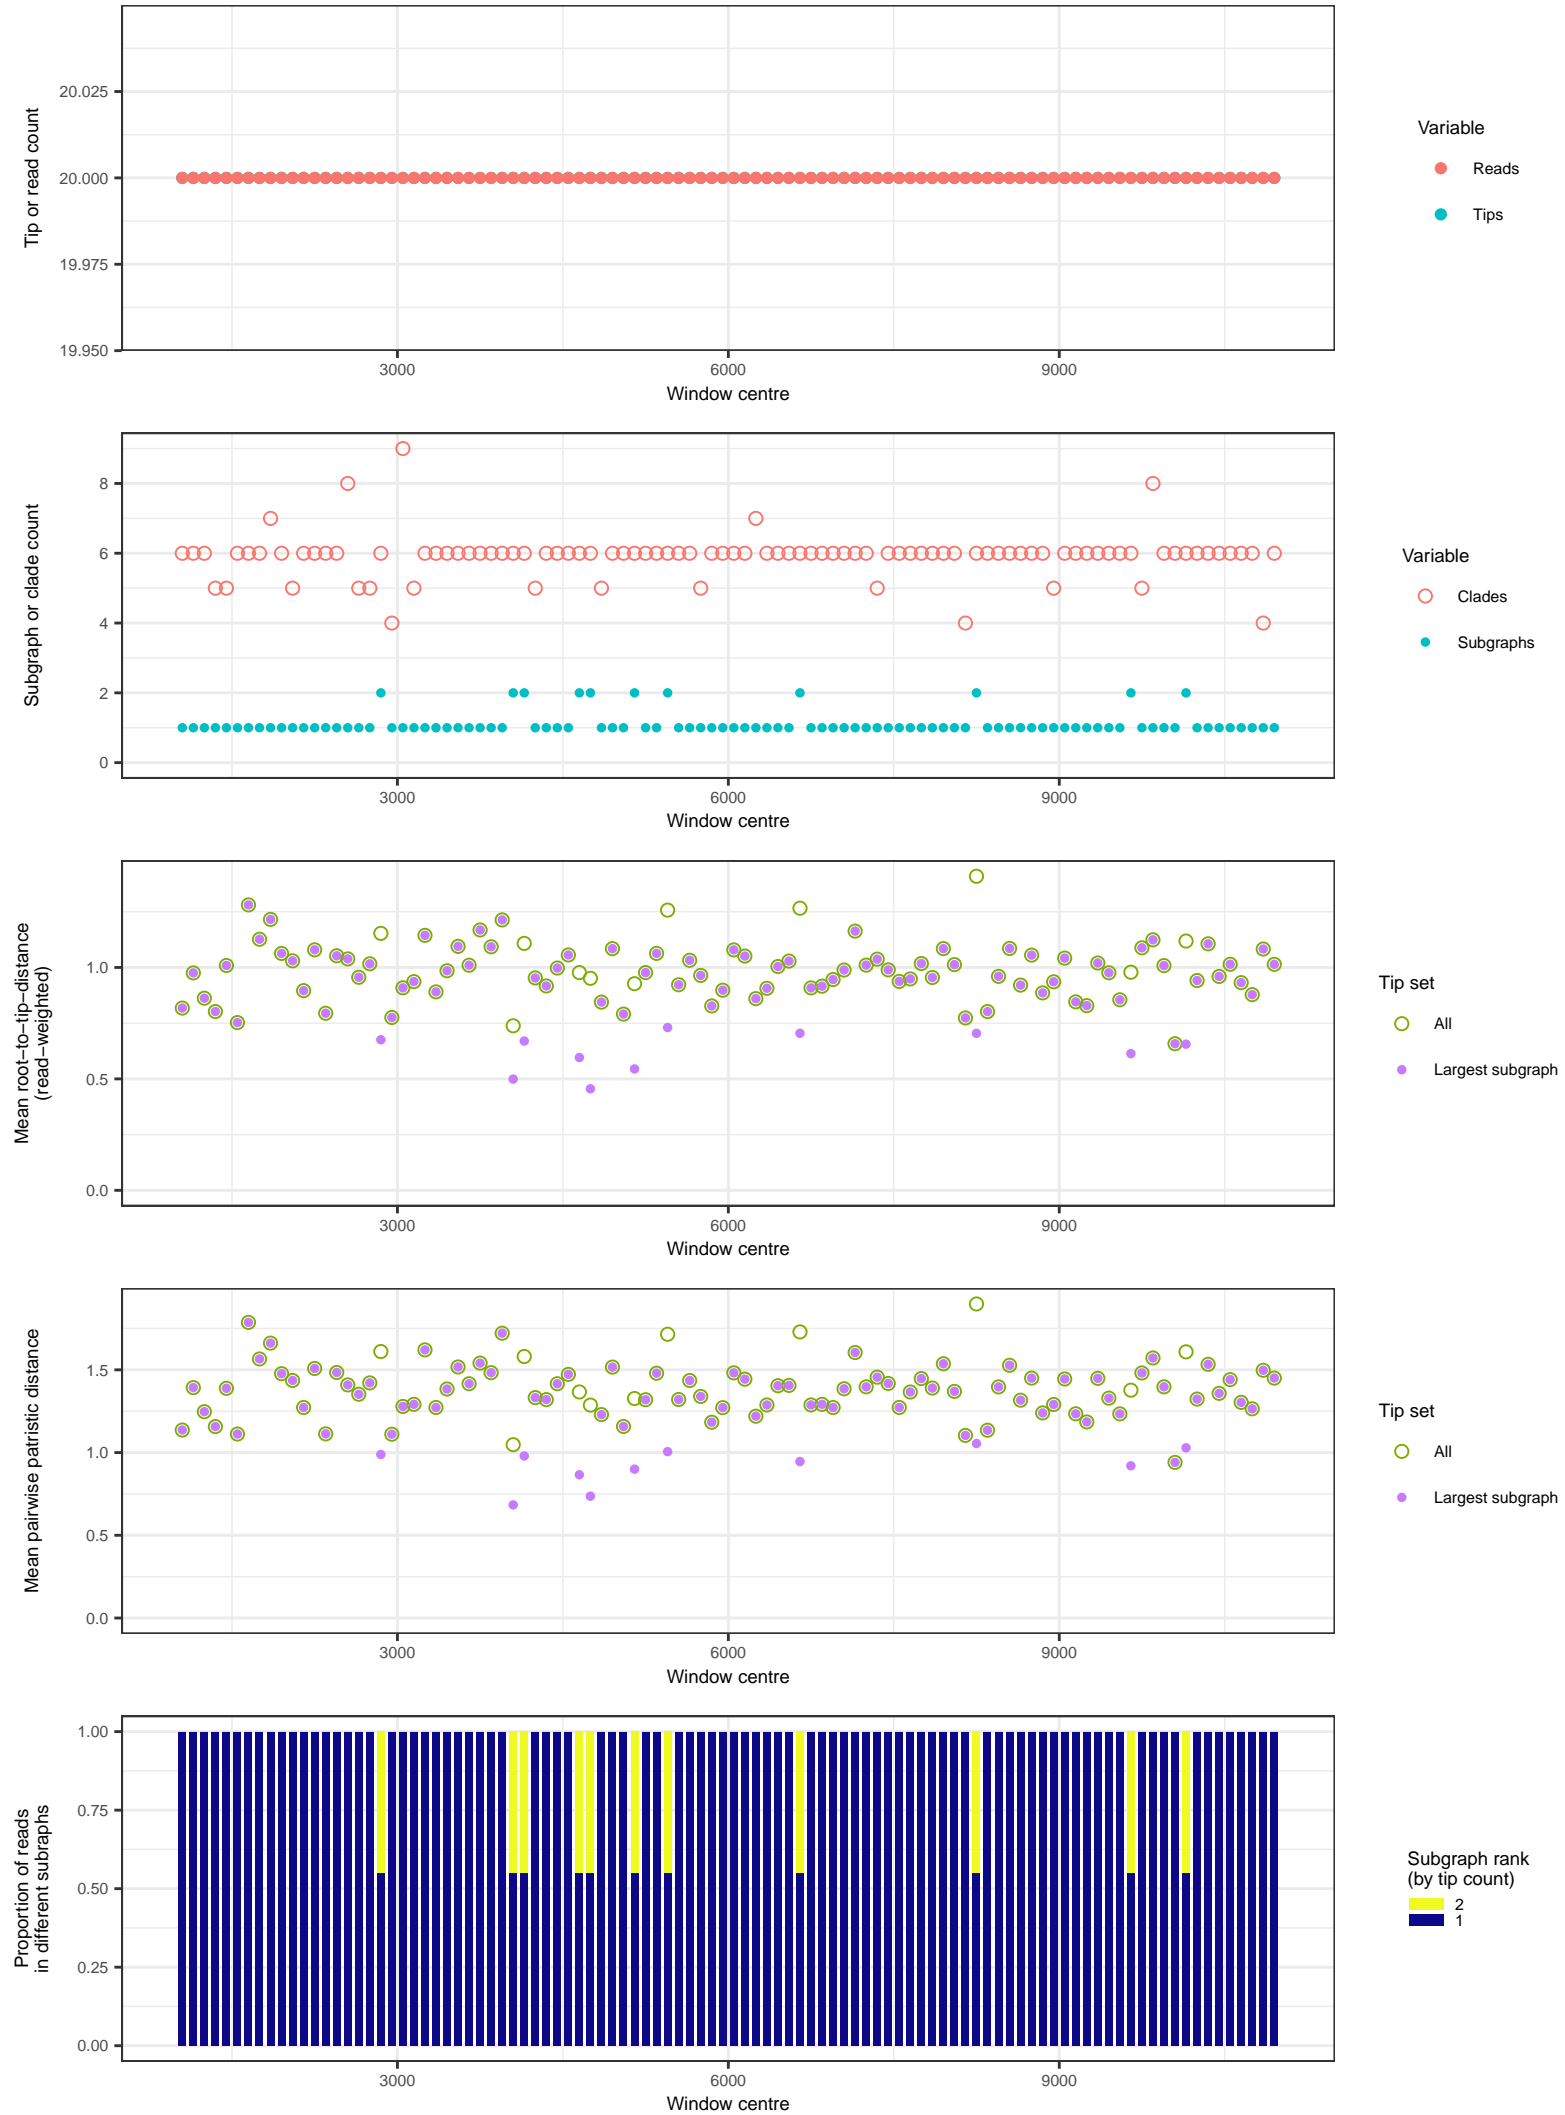 20.025
20.000
19.975
19.950
Tip or read count
3000
6000
9000
Window centre
Variable
Reads
Tips
8
6
4
2
0
Subgraph or clade count
3000
6000
9000
Window centre
Variable
Clades
Subgraphs
1.0
0.5
0.0
Mean root−to−tip−distance
(read−weighted)
3000
6000
9000
Window centre
Tip set
All
Largest subgraph
1.5
1.0
0.5
0.0
Mean pairwise patristic distance
3000
6000
9000
Window centre
Tip set
All
Largest subgraph
1.00
0.75
0.50
0.25
0.00
Proportion of reads
in different subraphs
3000
6000
9000
Window centre
Subgraph rank
(by tip count)
2
1